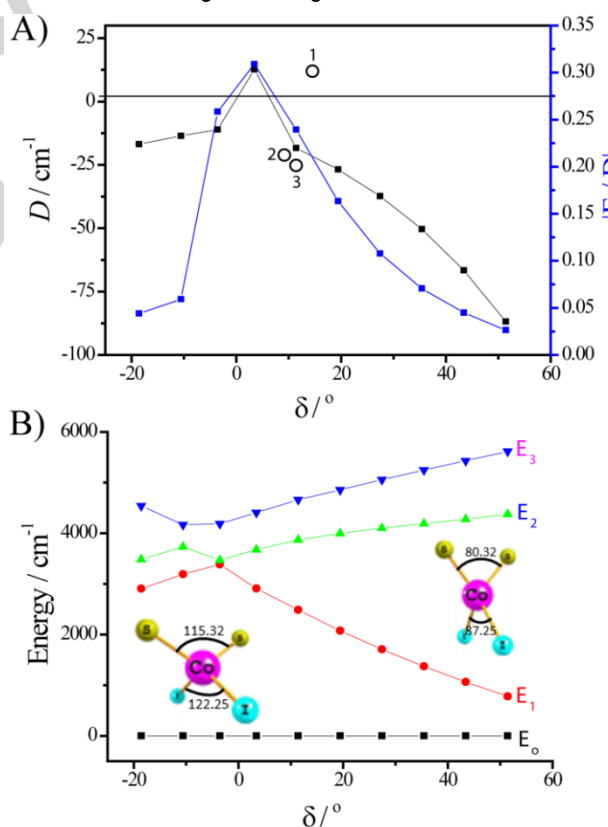 A)
1
2
3
D / cm⁻¹
25
0
-25
-50
-75
-100
0.35
0.30
0.25
0.20
0.15
0.10
0.05
0.00
-20 0 20 40 60
δ/°
B)
Energy / cm⁻¹
6000
4000
2000
0
E₃
E₂
E₁
Eₒ
80.32
S
S
Co
I
87.25
115.32
S
S
Co
I
122.25
-20 0 20 40 60
δ/°